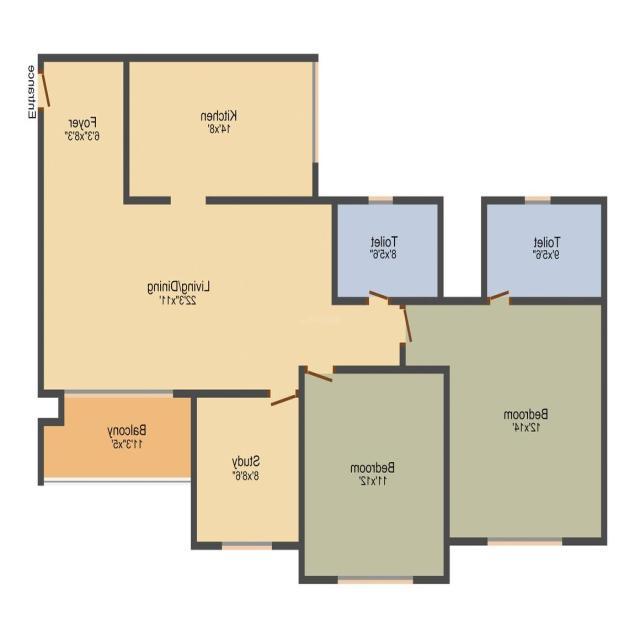 Entrance
Foyer
6'3"x8'3"
Kitchen
14'x8'
Toilet
8'x5'6"
Toilet
9'x5'6"
Living/Dining
22'3"x11'
Bedroom
12'x14'
Balcony
11'3"x5'
Study
8'x8'6"
Bedroom
11'x12'